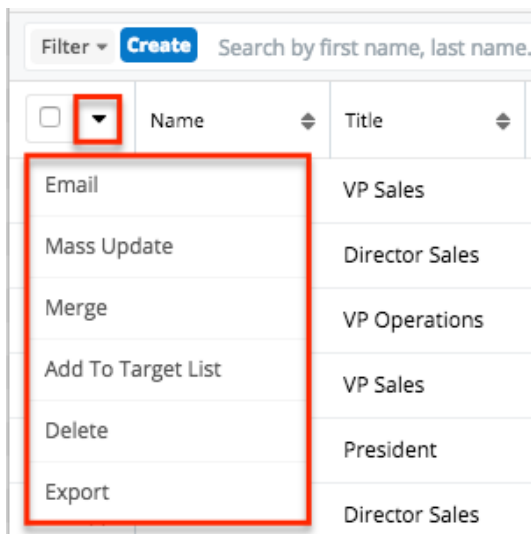 Filter Create Search by first name, last name.
Name Title
Email
VP Sales
Mass Update
Director Sales
Merge
VP Operations
Add To Target List
VP Sales
Delete
President
Export
Director Sales